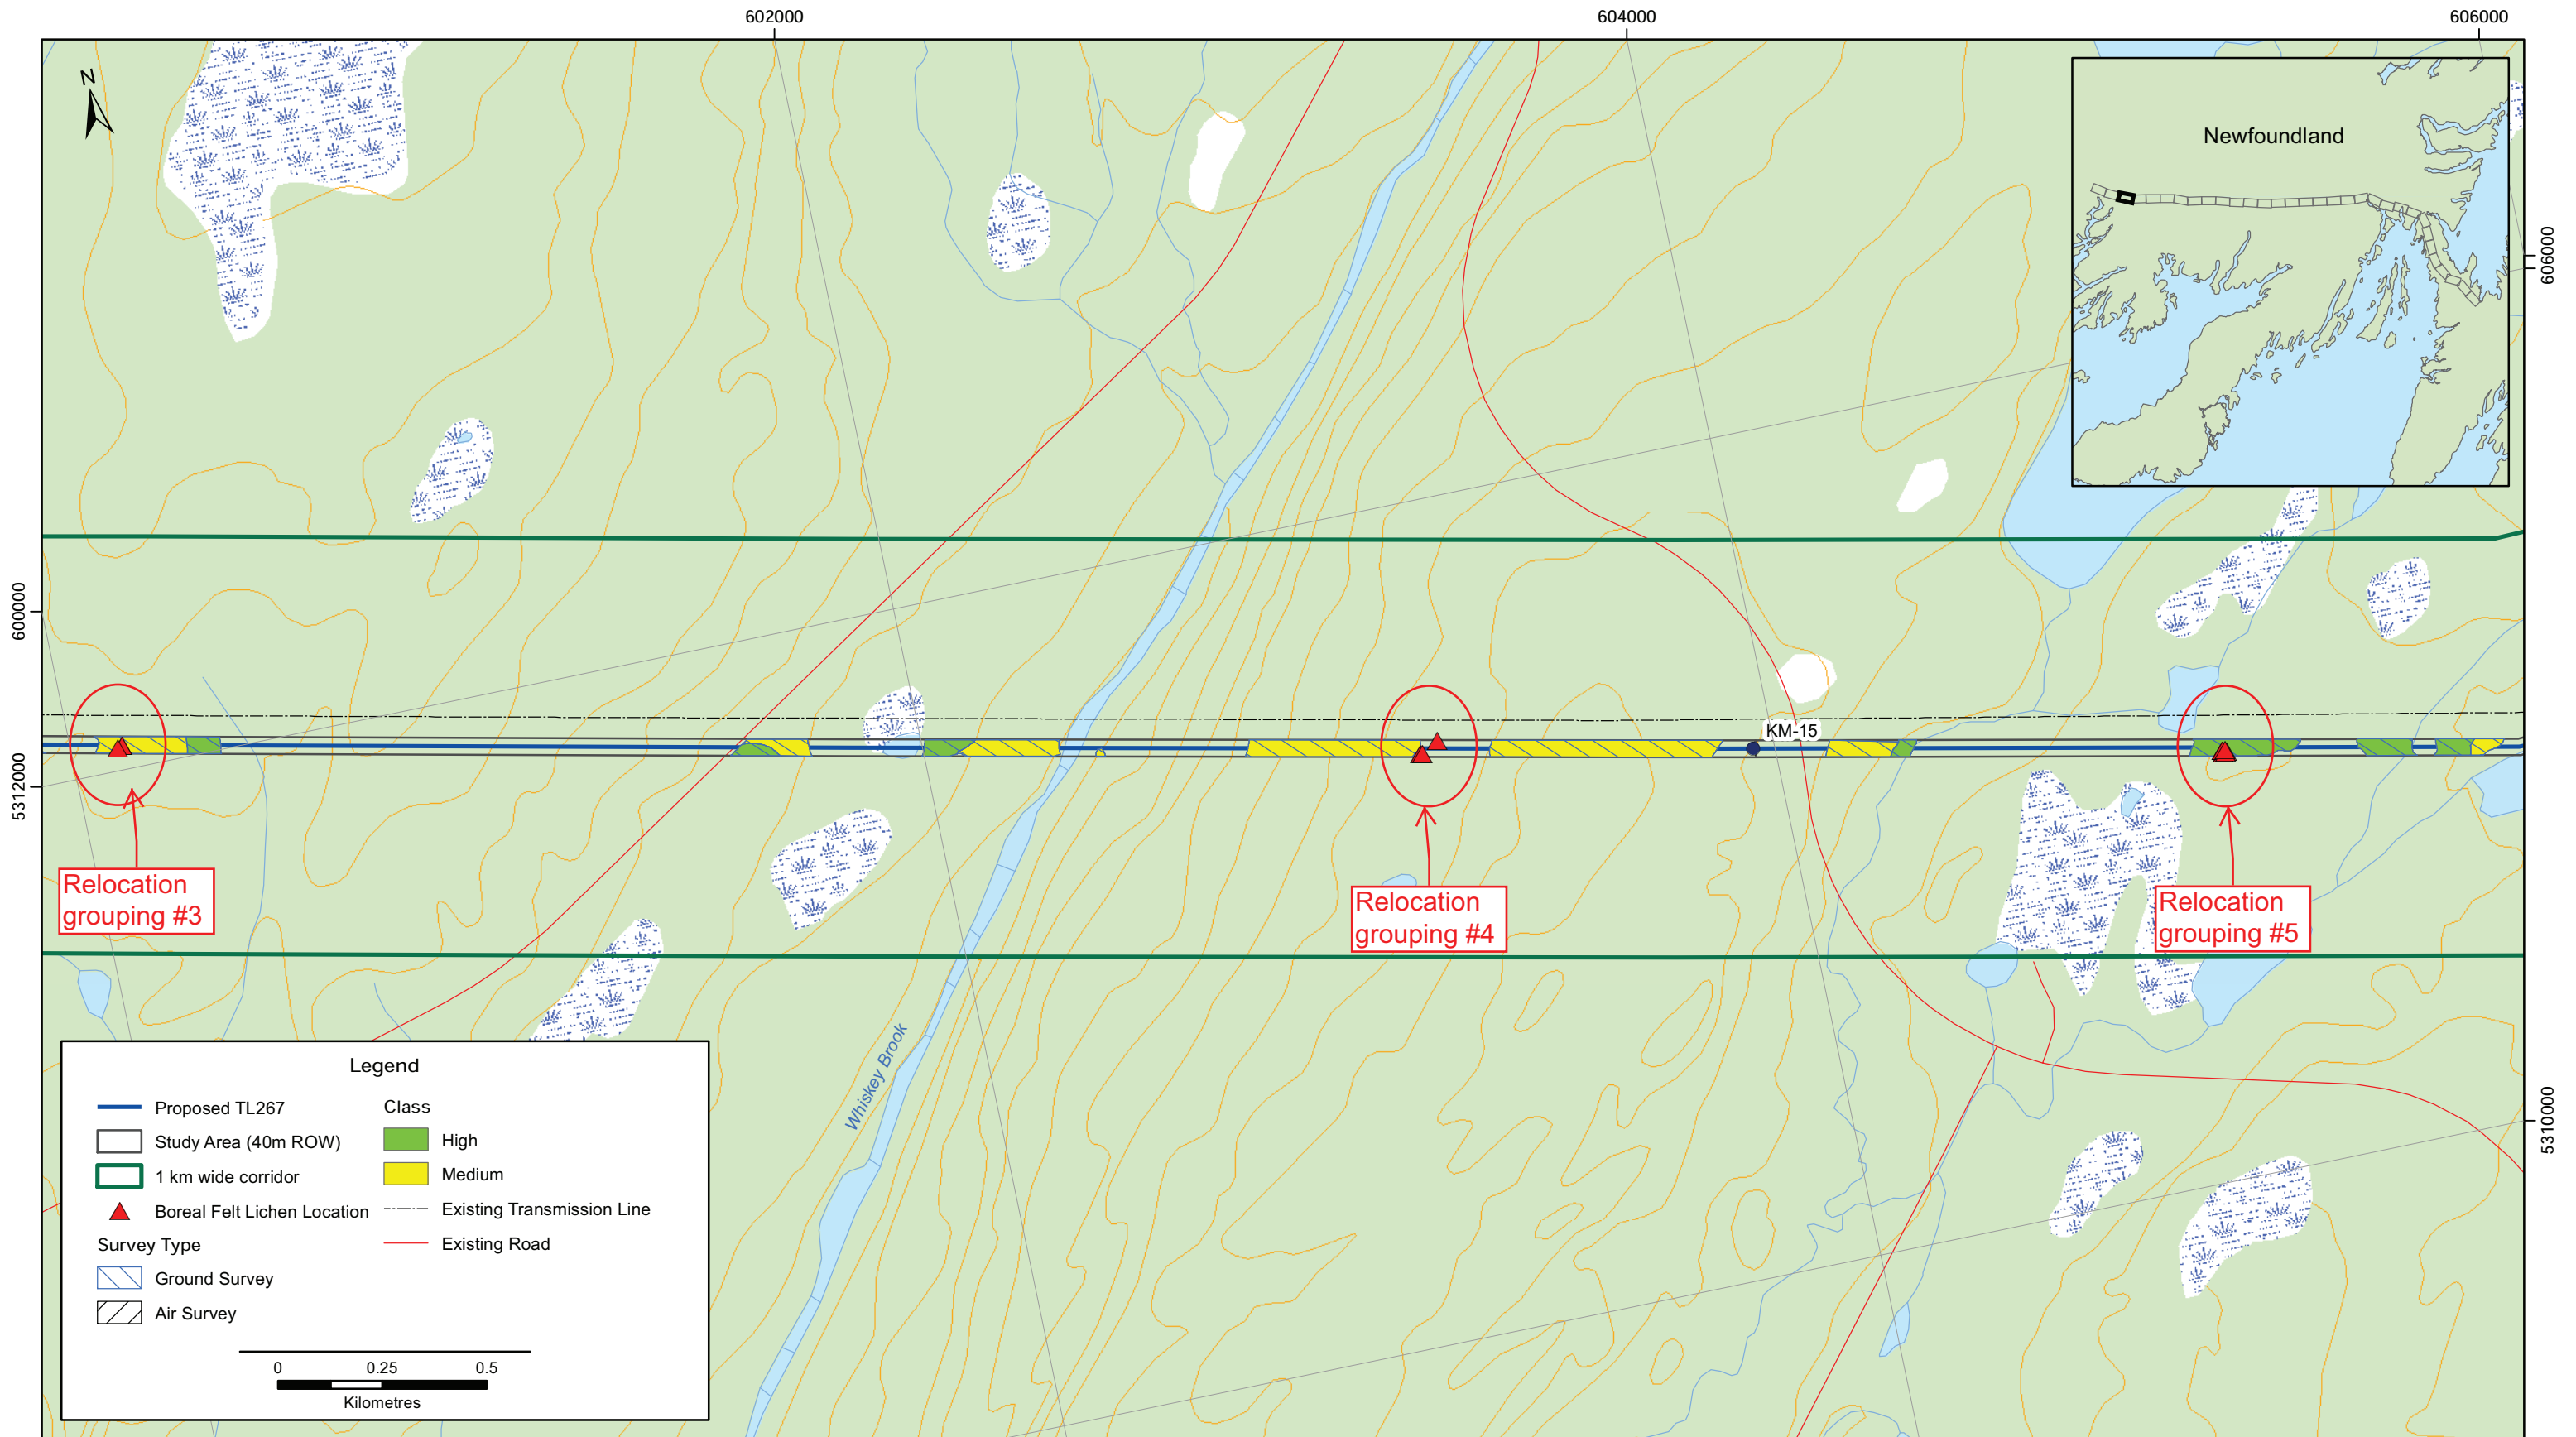 602000
604000
606000
N
Newfoundland
606000
600000
5312000
KM-15
Relocation
grouping #3
Relocation
grouping #4
Relocation
grouping #5
Whiskey Brook
5310000
Legend
Proposed TL267
Study Area (40m ROW)
1 km wide corridor
Boreal Felt Lichen Location
Survey Type
Ground Survey
Air Survey
Class
High
Medium
Existing Transmission Line
Existing Road
0 0.25 0.5
Kilometres